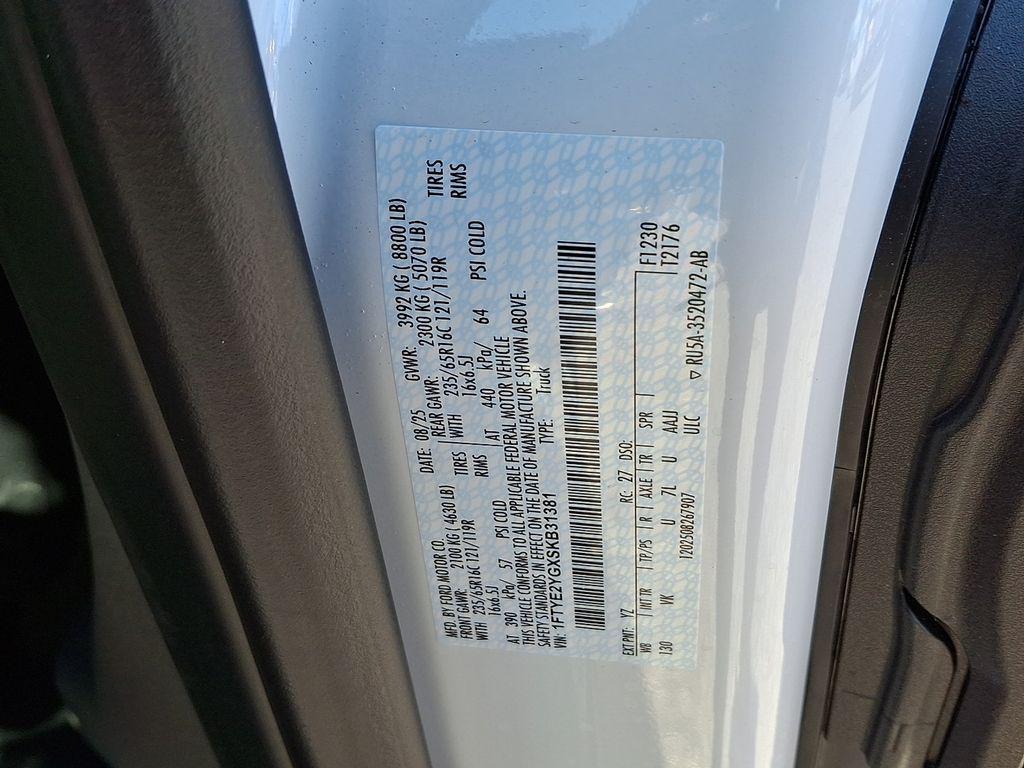 MFD. BY FORD MOTOR CO. DATE: 08/25 GVWR: 3992 KG ( 8800 LB)
FRONT GAWR: 2100 KG ( 4630 LB) REAR GAWR: 2300 KG ( 5070 LB)
WITH 235/65R16C 121/119R TIRES WITH 235/65R16C 121/119R TIRES
16x6.5J RIMS 16x6.5J RIMS
AT 390 kPa/ 57 PSI COLD AT 440 kPa/ 64 PSI COLD
THIS VEHICLE CONFORMS TO ALL APPLICABLE FEDERAL MOTOR VEHICLE
SAFETY STANDARDS IN EFFECT ON THE DATE OF MANUFACTURE SHOWN ABOVE.
VIN: 1FTYE2YGXSKB31381 TYPE: Truck
EXT PNT: YZ RC: 27 DSO: F1230
WB INT TR TP/PS R AXLE TR SPR T2176
130 VK U 7L U AAJJ
1202508267907 ULC ▽ RU5A-3520472-AB